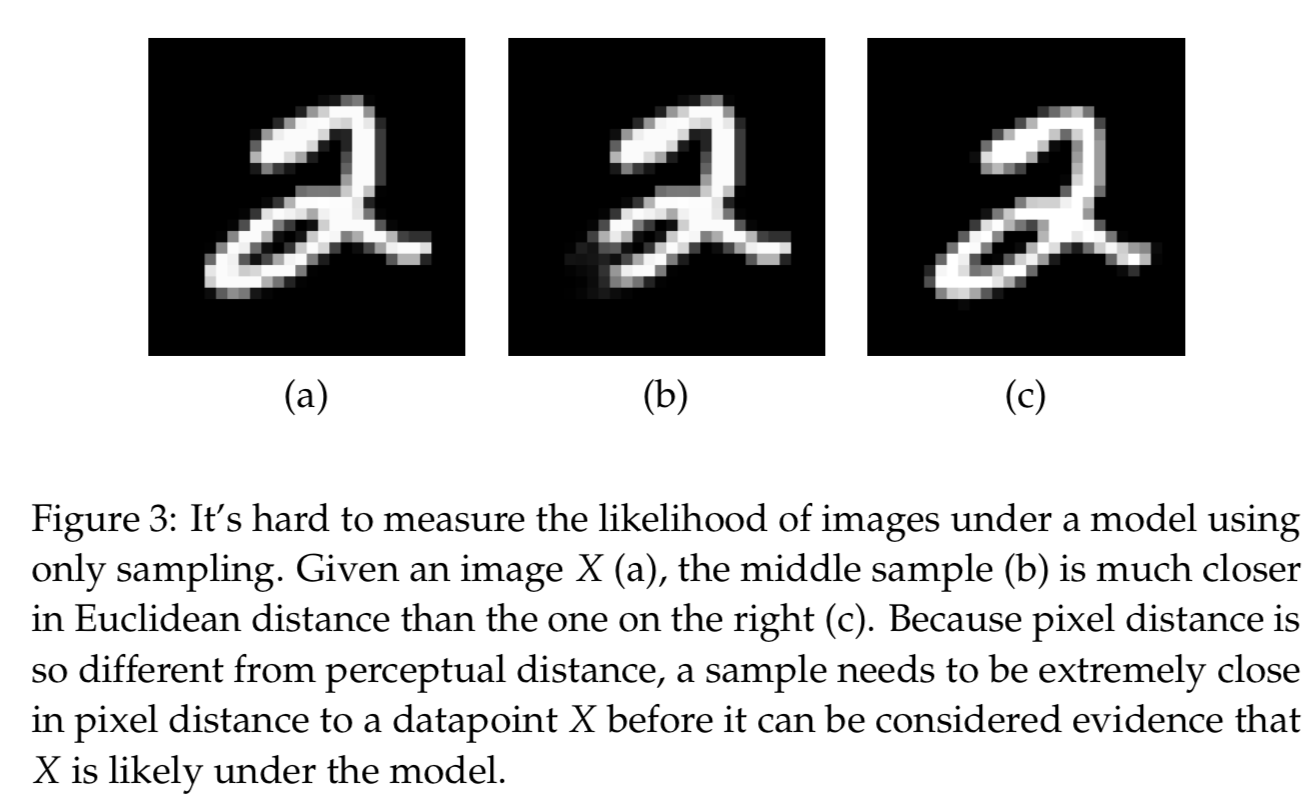 (a) (b) (c)
Figure 3: It’s hard to measure the likelihood of images under a model using
only sampling. Given an image X (a), the middle sample (b) is much closer
in Euclidean distance than the one on the right (c). Because pixel distance is
so different from perceptual distance, a sample needs to be extremely close
in pixel distance to a datapoint X before it can be considered evidence that
X is likely under the model.